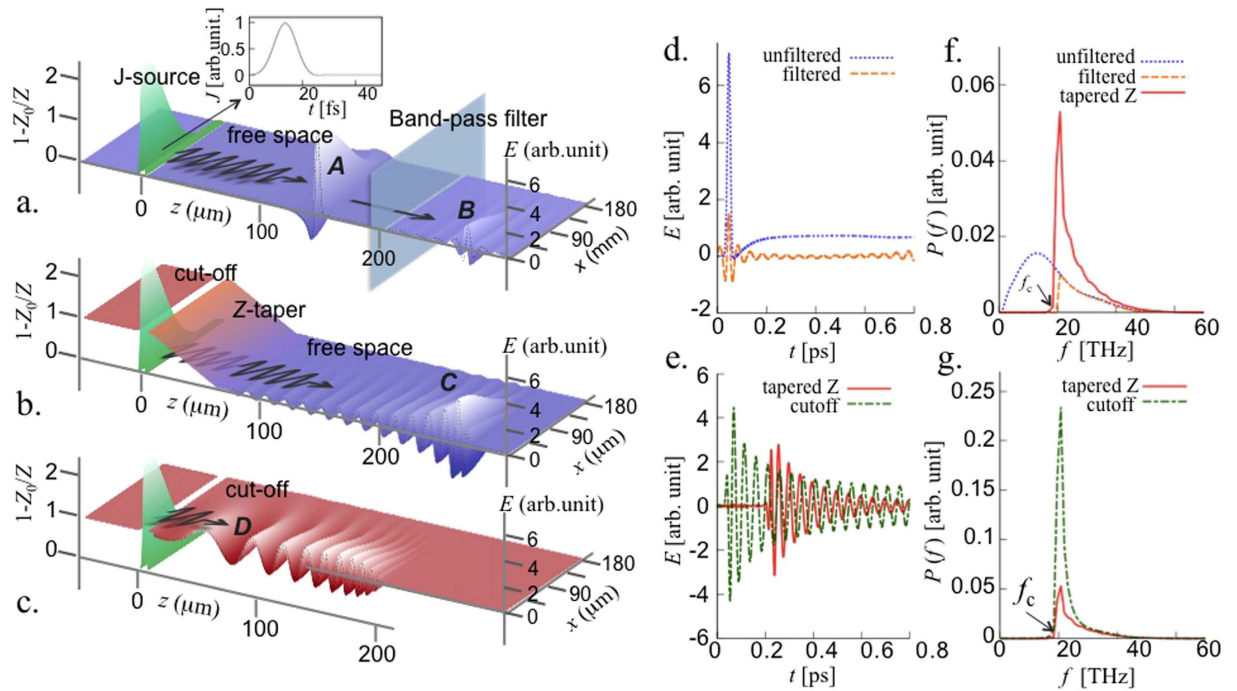 a.
J-source
J [arb.unit.]
1
0.5
0
0
20
40
t [fs]
free space
A
Band-pass filter
B
1-Z0/Z
2
1
0
0
100
200
z (μm)
E (arb.unit)
6
4
2
0
180
90
x (mm)
b.
cut-off
Z-taper
free space
C
1-Z0/Z
2
1
0
0
100
200
z (μm)
E (arb.unit)
6
4
2
0
180
90
x (μm)
c.
cut-off
D
1-Z0/Z
2
1
0
0
100
200
z (μm)
E (arb.unit)
6
4
2
0
180
90
x (μm)
d.
unfiltered
filtered
E [arb. unit]
6
4
2
0
-2
0
0.2
0.4
0.6
0.8
t [ps]
e.
tapered Z
cutoff
E [arb. unit]
6
4
2
0
-2
-4
-6
0
0.2
0.4
0.6
0.8
t [ps]
f.
unfiltered
filtered
tapered Z
P(f) [arb. unit]
0.06
0.04
0.02
0
fc
0
20
40
60
f [THz]
g.
tapered Z
cutoff
P(f) [arb. unit]
0.25
0.2
0.15
0.1
0.05
0
fc
0
20
40
60
f [THz]